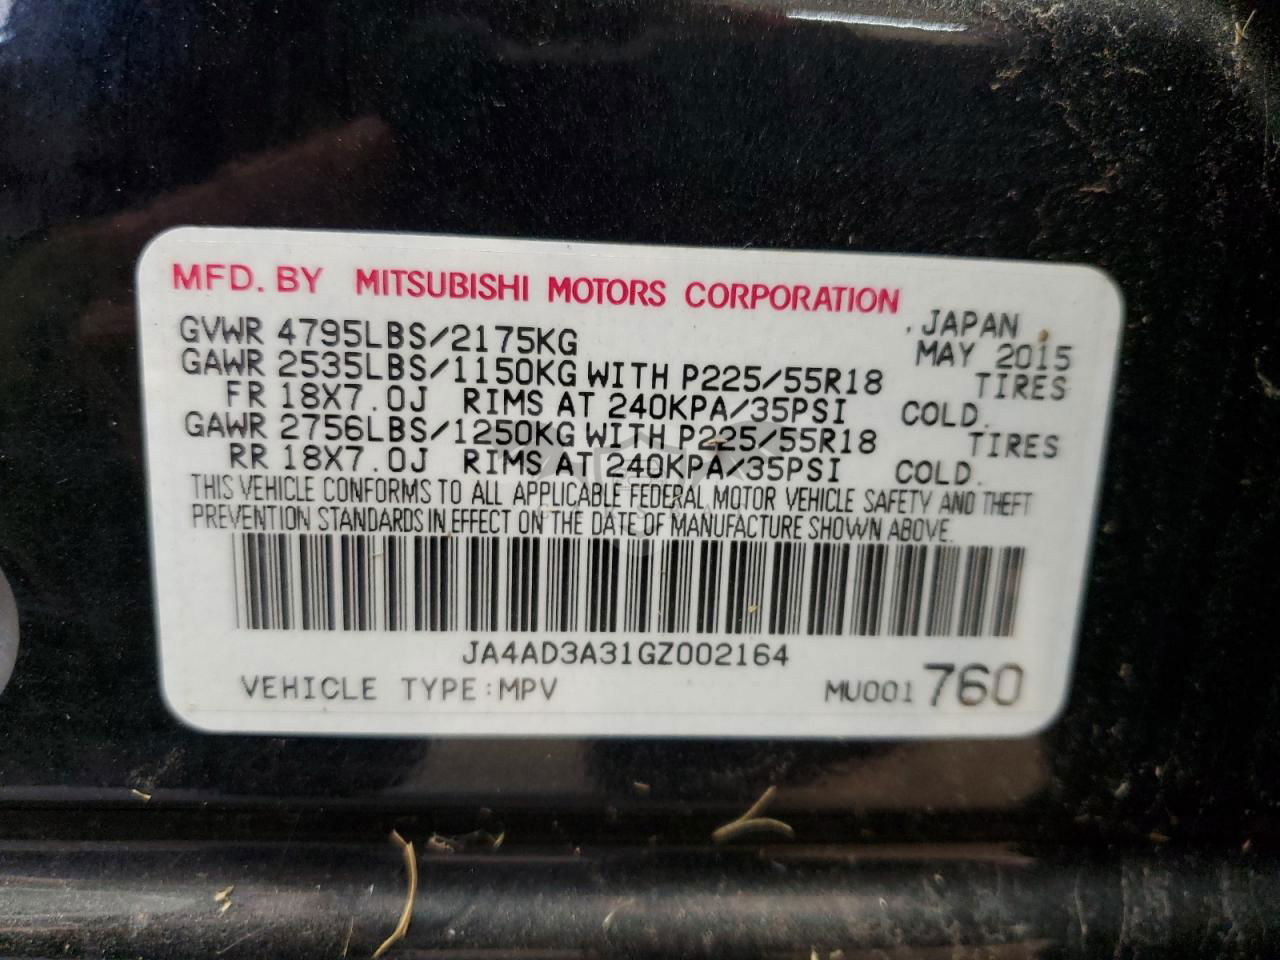 MFD. BY MITSUBISHI MOTORS CORPORATION
JAPAN
GVWR 4795LBS/2175KG MAY 2015
GAWR 2535LBS/1150KG WITH P225/55R18 TIRES
FR 18X7.0J RIMS AT 240KPA/35PSI COLD.
GAWR 2756LBS/1250KG WITH P225/55R18 TIRES
RR 18X7.0J RIMS AT 240KPA/35PSI COLD.
THIS VEHICLE CONFORMS TO ALL APPLICABLE FEDERAL MOTOR VEHICLE SAFETY AND THEFT
PREVENTION STANDARDS IN EFFECT ON THE DATE OF MANUFACTURE SHOWN ABOVE.
JA4AD3A31GZ002164
VEHICLE TYPE:MPV MU001 760